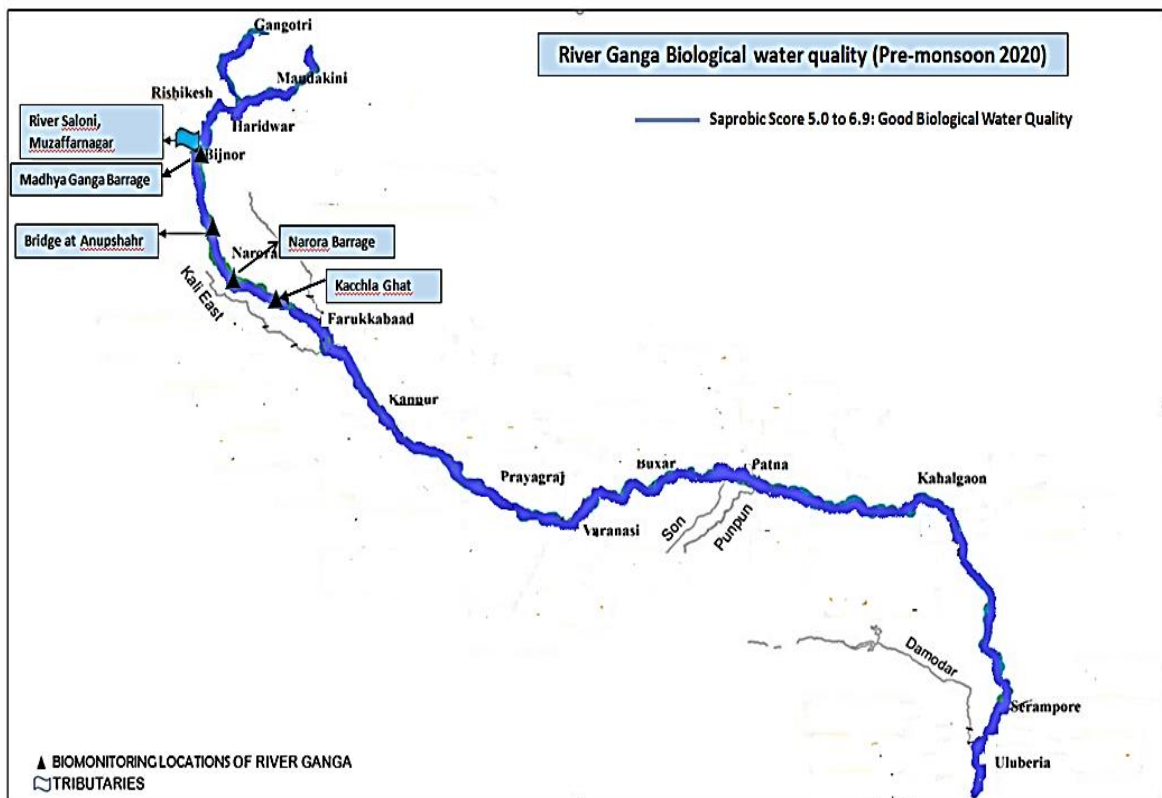 Gangotri
River Ganga Biological water quality (Pre-monsoon 2020)
Mandakini
Rishikesh
Saprobic Score 5.0 to 6.9: Good Biological Water Quality
River Saloni,
Muzaffarnagar
Haridwar
Bijnor
Madhya Ganga Barrage
Bridge at Anupshahr
Narora
Narora Barrage
Kali East
Kacchla Ghat
Farukkabaad
Kanpur
Prayagraj
Buxar
Patna
Kahalgaon
Varanasi
Son
Punpun
Damodar
Serampore
Uluberia
BIOMONITORING LOCATIONS OF RIVER GANGA
TRIBUTARIES